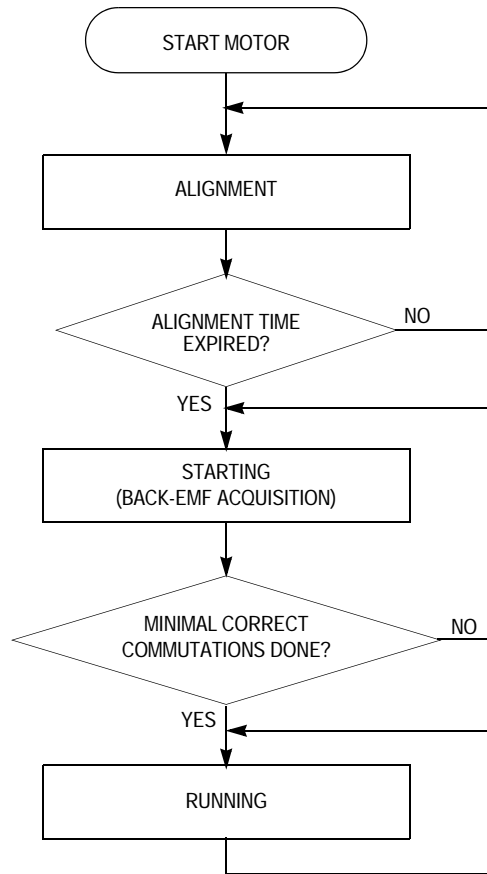 START MOTOR
ALIGNMENT
ALIGNMENT TIME
EXPIRED?
NO
YES
STARTING
(BACK-EMF ACQUISITION)
MINIMAL CORRECT
COMMUTATIONS DONE?
NO
YES
RUNNING